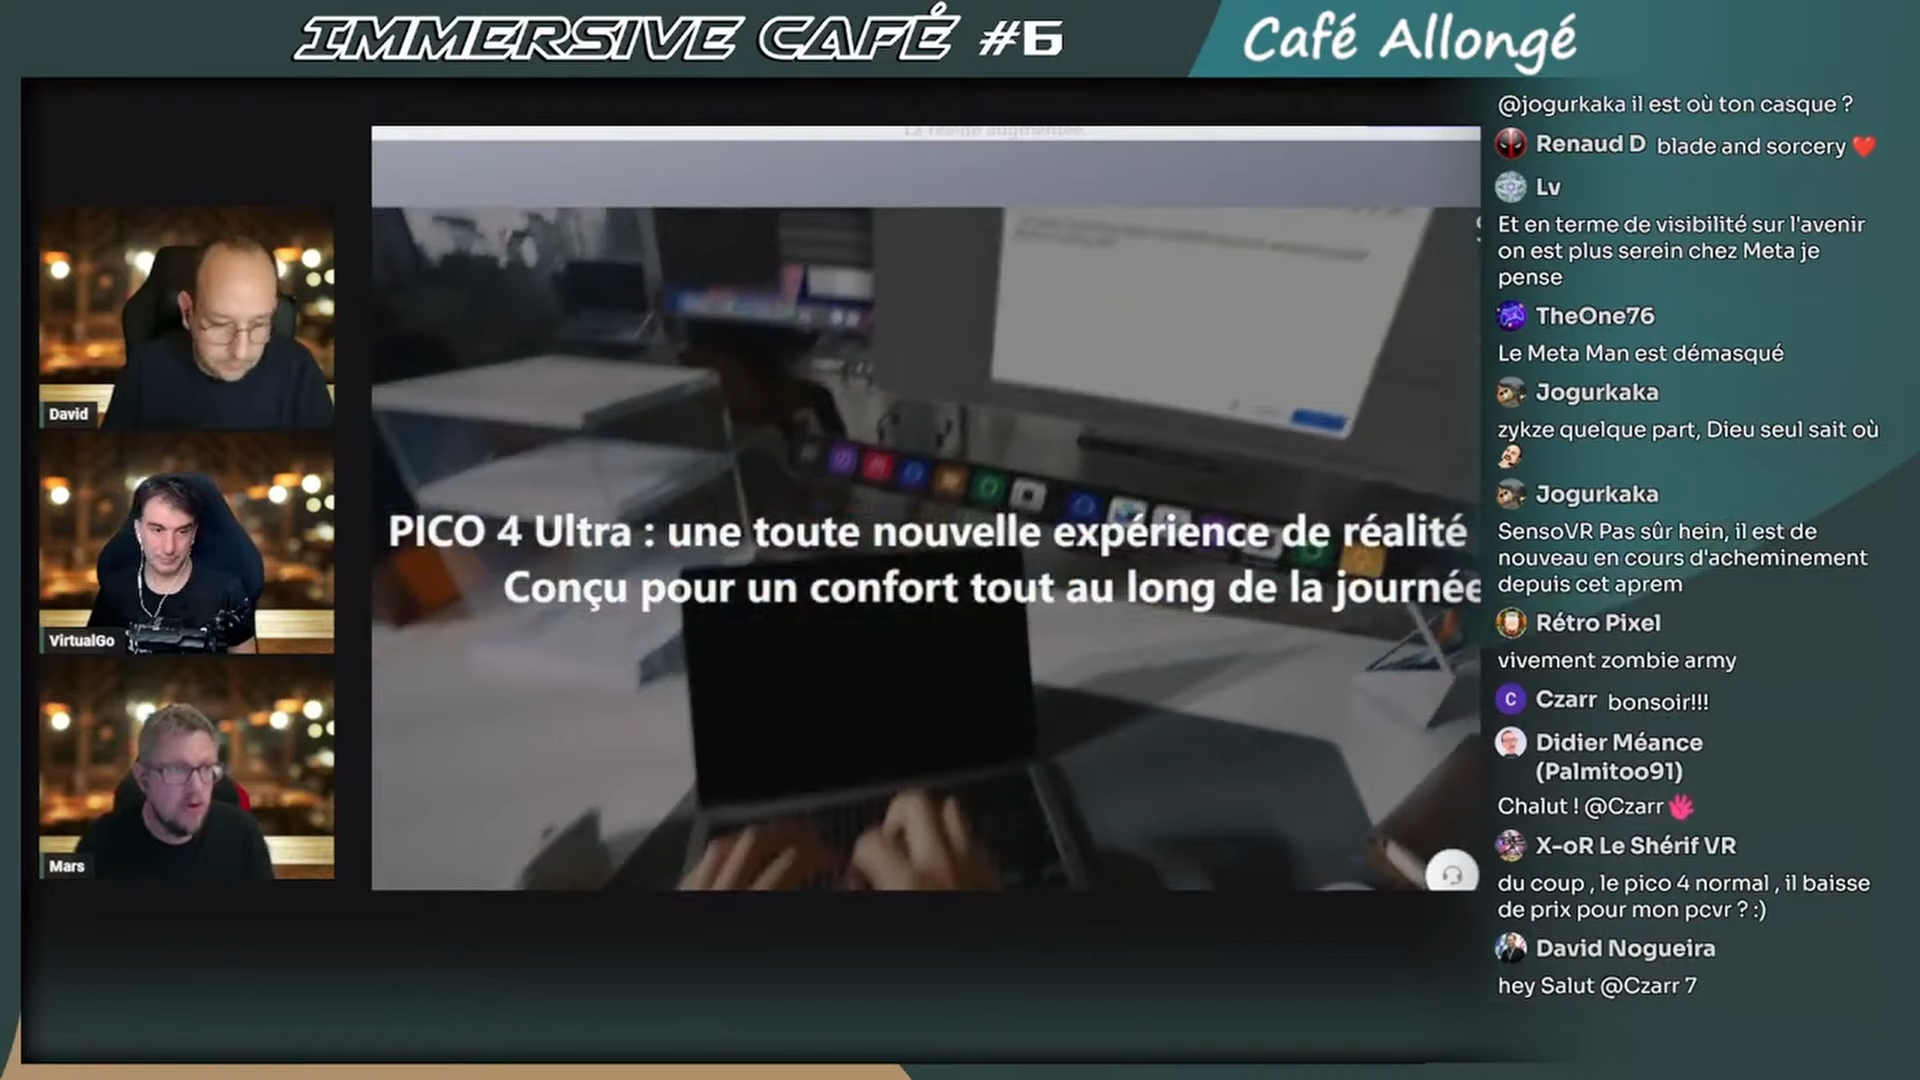 IMMERSIVE CAFÉ #6
Café Allongé
La réalité augmentée.
PICO 4 Ultra : une toute nouvelle expérience de réalité
Conçu pour un confort tout au long de la journée
David
VirtualGo
Mars
@jogurkaka il est où ton casque ?
Renaud D blade and sorcery ❤️
Lv
Et en terme de visibilité sur l'avenir
on est plus serein chez Meta je
pense
TheOne76
Le Meta Man est démasqué
Jogurkaka
zykze quelque part, Dieu seul sait où
Jogurkaka
SensoVR Pas sûr hein, il est de
nouveau en cours d'acheminement
depuis cet aprem
Rétro Pixel
vivement zombie army
C
Czarr bonsoir!!!
Didier Méance
(Palmitoo91)
Chalut ! @Czarr
X-oR Le Shérif VR
du coup , le pico 4 normal , il baisse
de prix pour mon pcvr ? :)
David Nogueira
hey Salut @Czarr 7